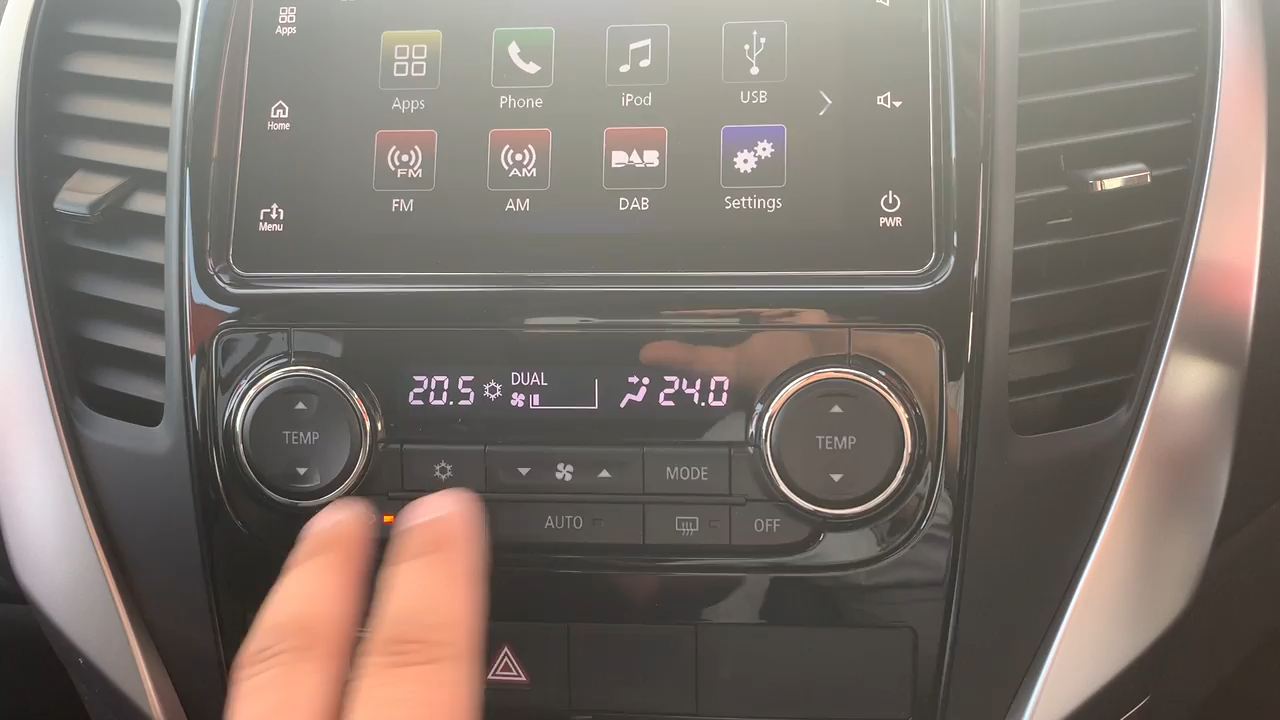 Apps
Apps
Phone
iPod
USB
Home
FM
AM
DAB
FM
AM
DAB
Settings
Menu
PWR
20.5
DUAL
24.0
TEMP
TEMP
MODE
AUTO
OFF